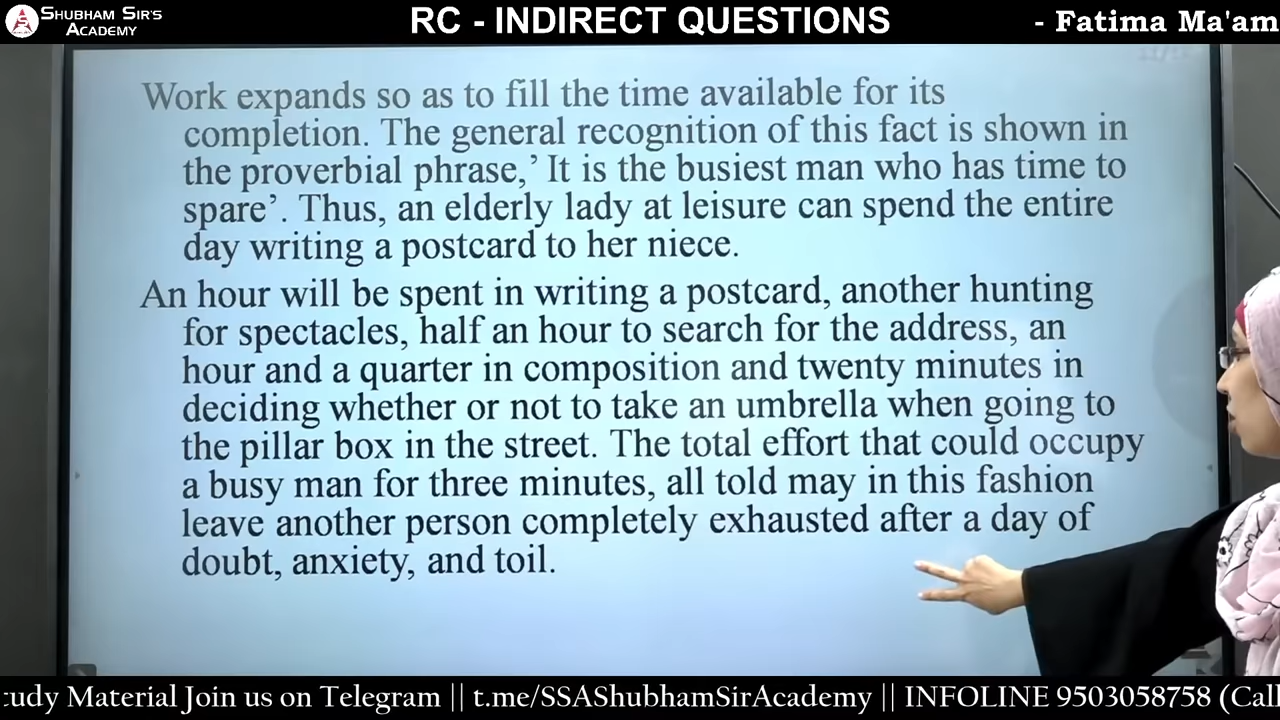 SHUBHAM SIR'S
ACADEMY
RC - INDIRECT QUESTIONS
- Fatima Ma'am
Work expands so as to fill the time available for its
completion. The general recognition of this fact is shown in
the proverbial phrase,’ It is the busiest man who has time to
spare’. Thus, an elderly lady at leisure can spend the entire
day writing a postcard to her niece.
An hour will be spent in writing a postcard, another hunting
for spectacles, half an hour to search for the address, an
hour and a quarter in composition and twenty minutes in
deciding whether or not to take an umbrella when going to
the pillar box in the street. The total effort that could occupy
a busy man for three minutes, all told may in this fashion
leave another person completely exhausted after a day of
doubt, anxiety, and toil.
tudy Material Join us on Telegram || t.me/SSAShubhamSirAcademy || INFOLINE 9503058758 (Call